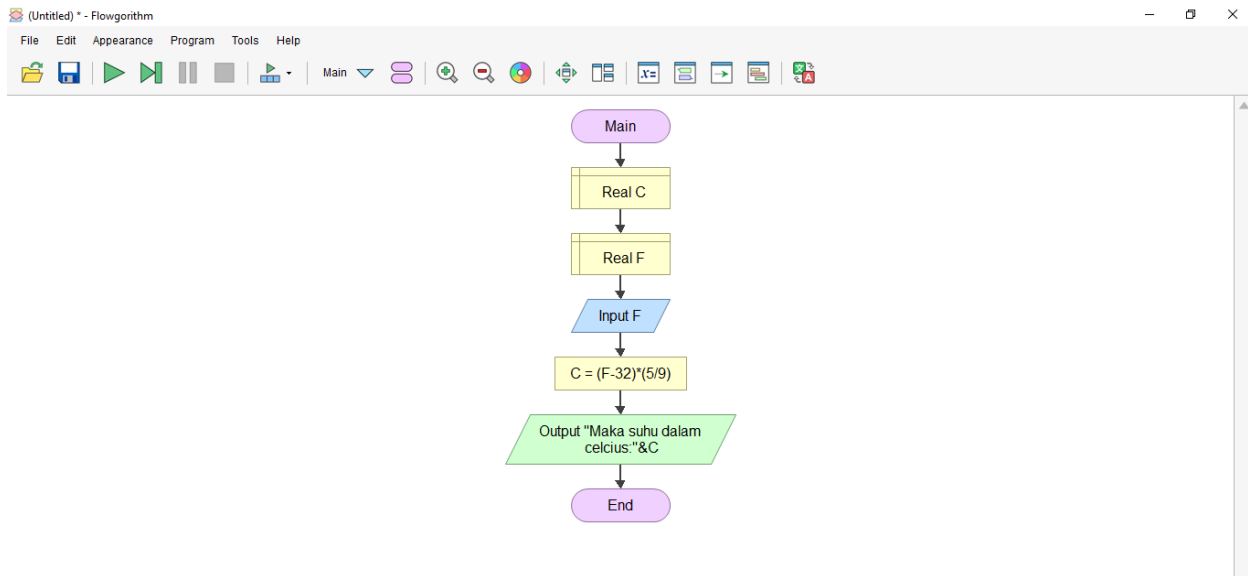 (Untitled) * - Flowgorithm
File Edit Appearance Program Tools Help
Main
x=
A
Main
Real C
Real F
Input F
C = (F-32)*(5/9)
Output "Maka suhu dalam
celcius:"&C
End